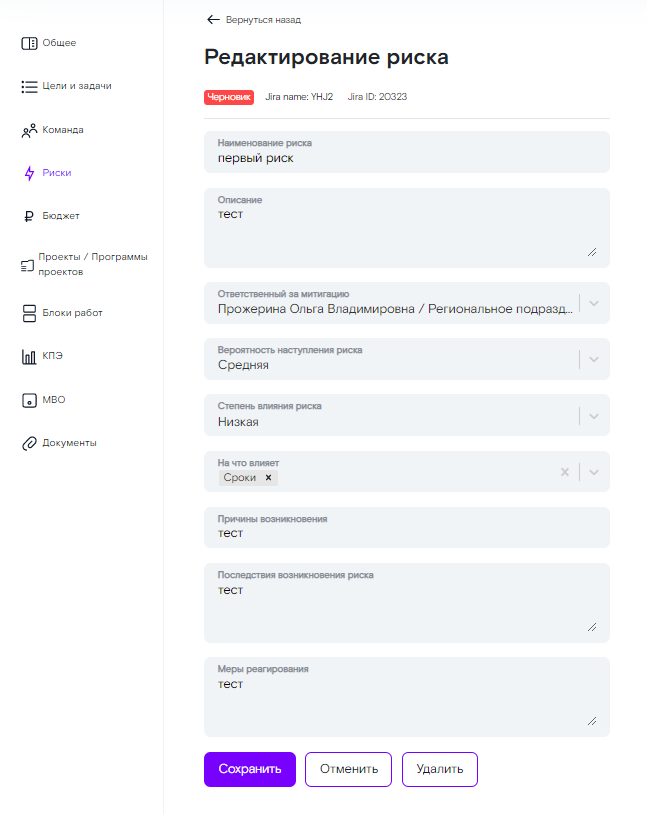 Общее
Цели и задачи
Команда
Риски
Бюджет
Проекты / Программы
проектов
Блоки работ
КПЭ
МВО
Документы
Вернуться назад
Редактирование риска
Черновик Jira name: YHJ2 Jira ID: 20323
Наименование риска
первый риск
Описание
тест
Ответственный за митигацию
Прожерина Ольга Владимировна / Региональное подразд...
Вероятность наступления риска
Средняя
Степень влияния риска
Низкая
На что влияет
Сроки
Причины возникновения
тест
Последствия возникновения риска
тест
Меры реагирования
тест
Сохранить Отменить Удалить